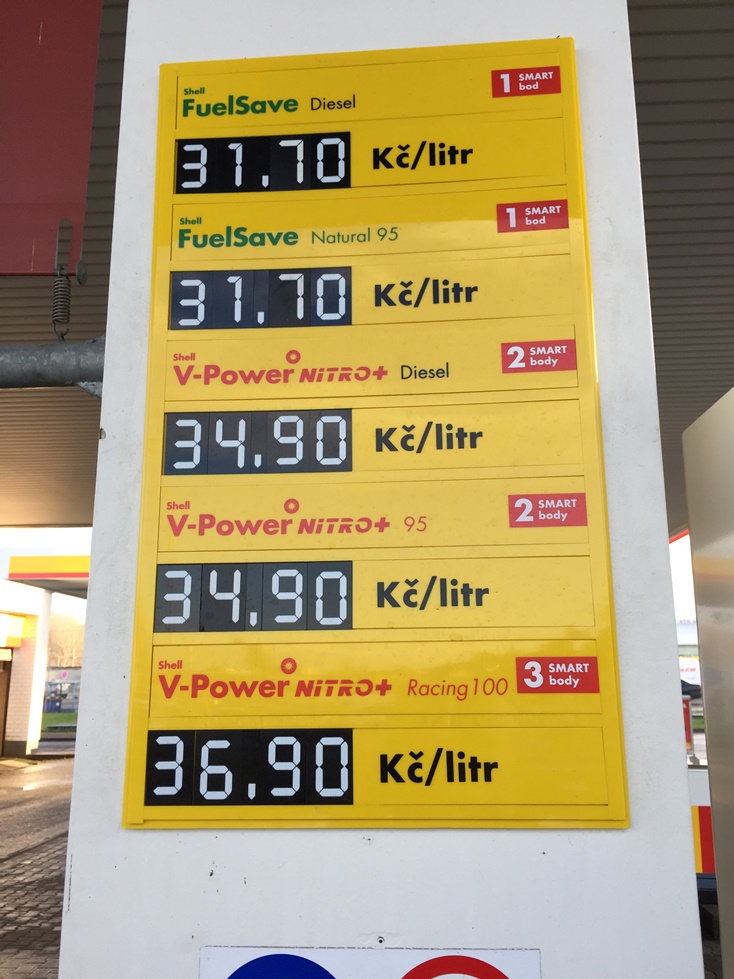 Shell
FuelSave Diesel
1 SMART
bod
31.70 Kč/litr
Shell
FuelSave Natural 95
1 SMART
bod
31.70 Kč/litr
Shell
V-Power NiTRO+ Diesel
2 SMART
body
34.90 Kč/litr
Shell
V-Power NiTRO+ 95
2 SMART
body
34.90 Kč/litr
Shell
V-Power NiTRO+ Racing100
3 SMART
body
36.90 Kč/litr